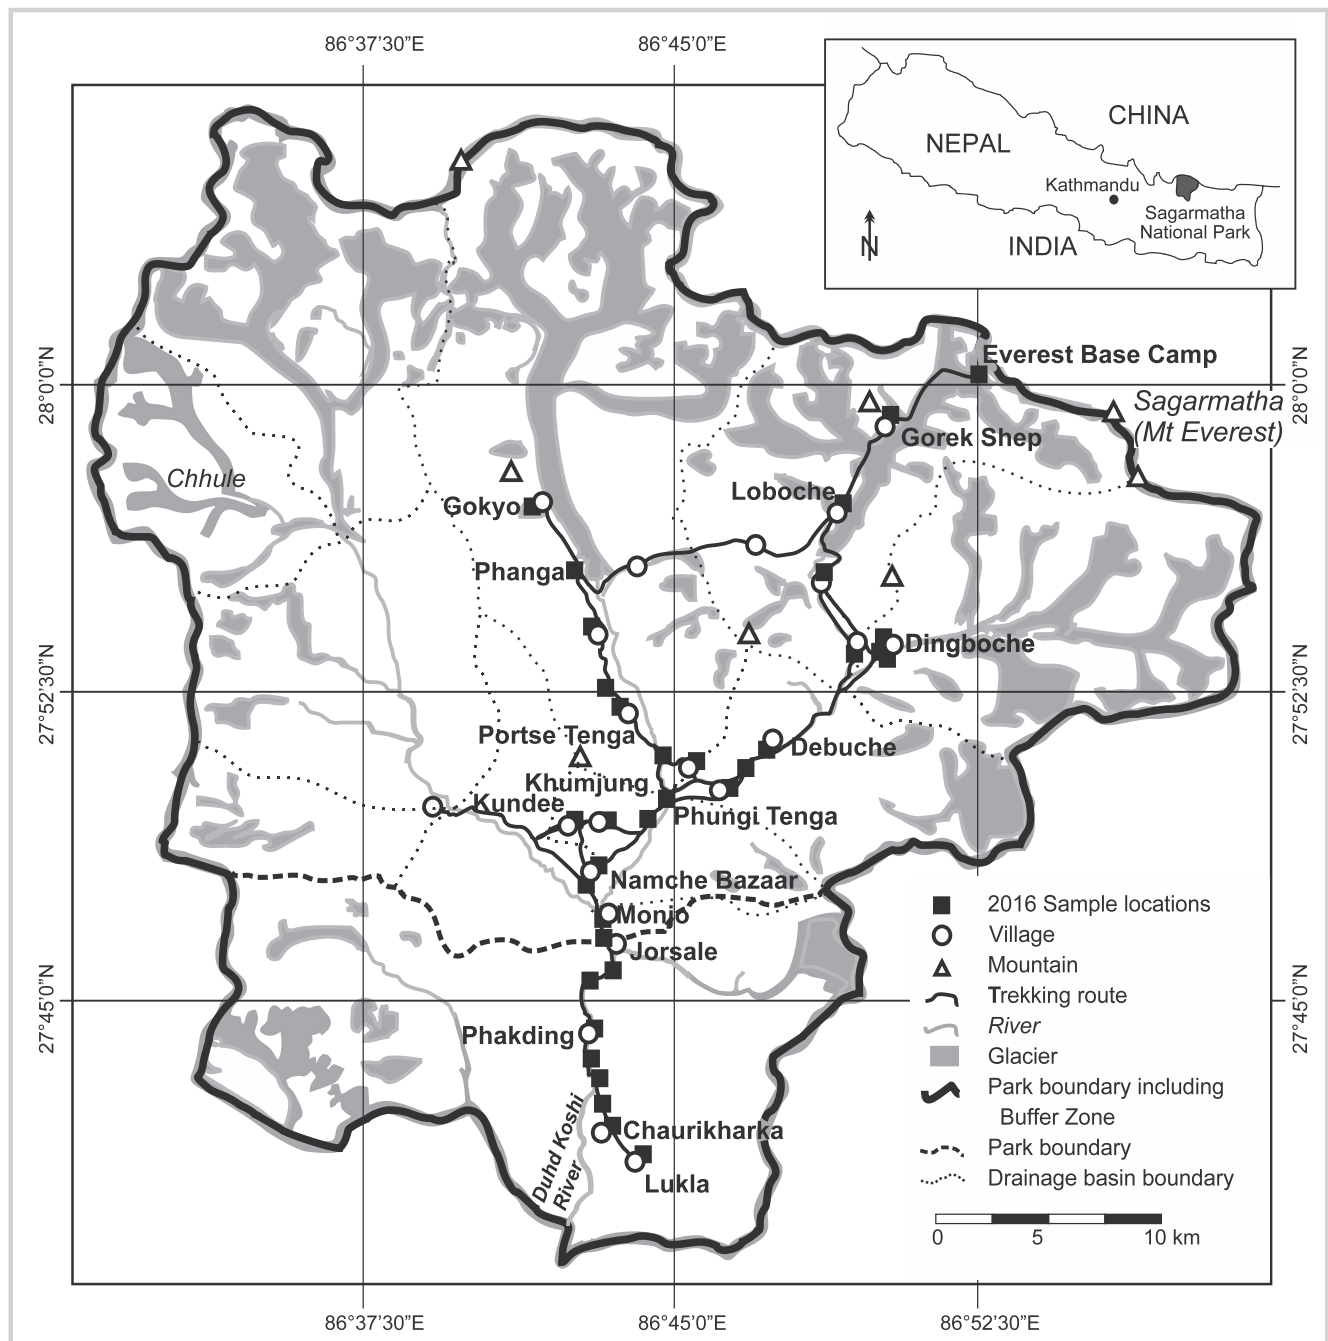 86°37'30"E
86°45'0"E
CHINA
NEPAL
Kathmandu
Sagarmatha
National Park
N
INDIA
28°0'0"N
Everest Base Camp
28°0'0"N
Sagarmatha
(Mt Everest)
Gorek Shep
Chhule
Loboche
Gokyo
Phanga
Dingboche
27°52'30"N
27°52'30"N
Portse Tenga
Debuche
Khumjung
Kundee
Phungi Tenga
Namche Bazaar
Monjo
Jorsale
27°45'0"N
27°45'0"N
Phakding
Chaurikharka
Duhd Koshi
River
Lukla
2016 Sample locations
Village
Mountain
Trekking route
River
Glacier
Park boundary including
Buffer Zone
Park boundary
Drainage basin boundary
0 5 10 km
86°37'30"E
86°45'0"E
86°52'30"E